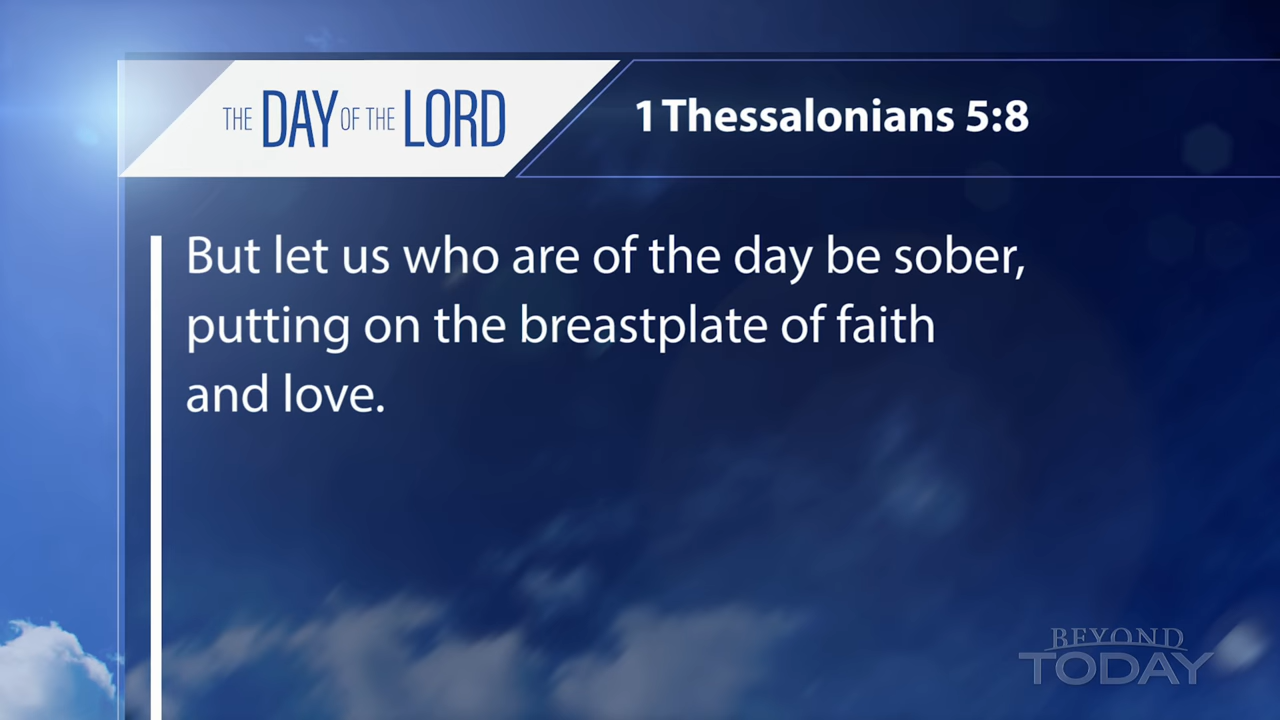 THE DAY OF THE LORD
1 Thessalonians 5:8
But let us who are of the day be sober,
putting on the breastplate of faith
and love.
BEYOND
TODAY